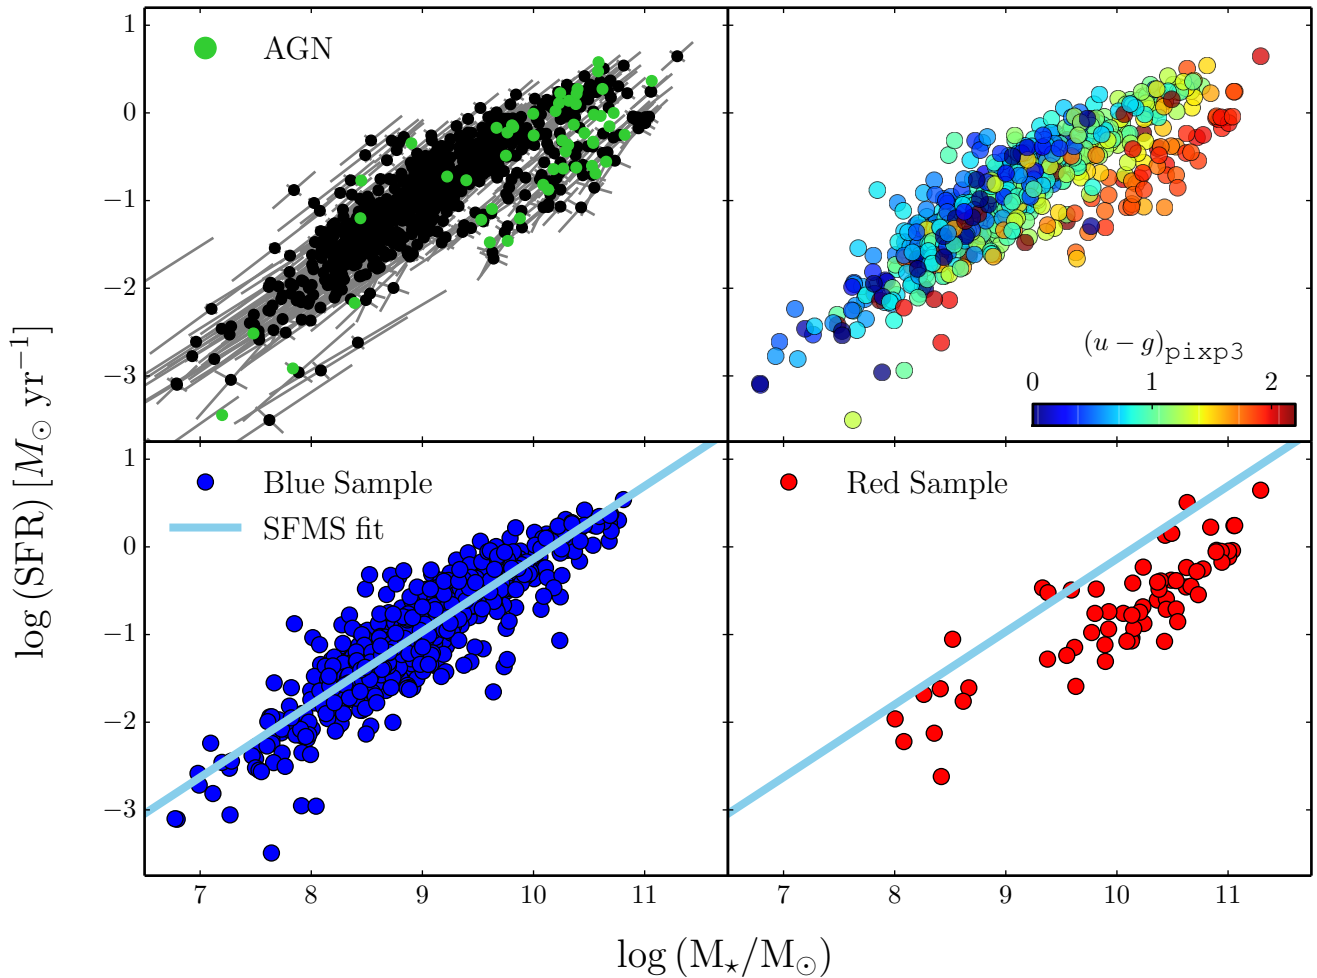 1
0
−1
−2
−3
AGN
(u − g)pixp3
0 1 2
log (SFR) [M⊙ yr−1]
1
0
−1
−2
−3
Blue Sample
SFMS fit
Red Sample
7 8 9 10 11
7 8 9 10 11
log (M⋆/M⊙)